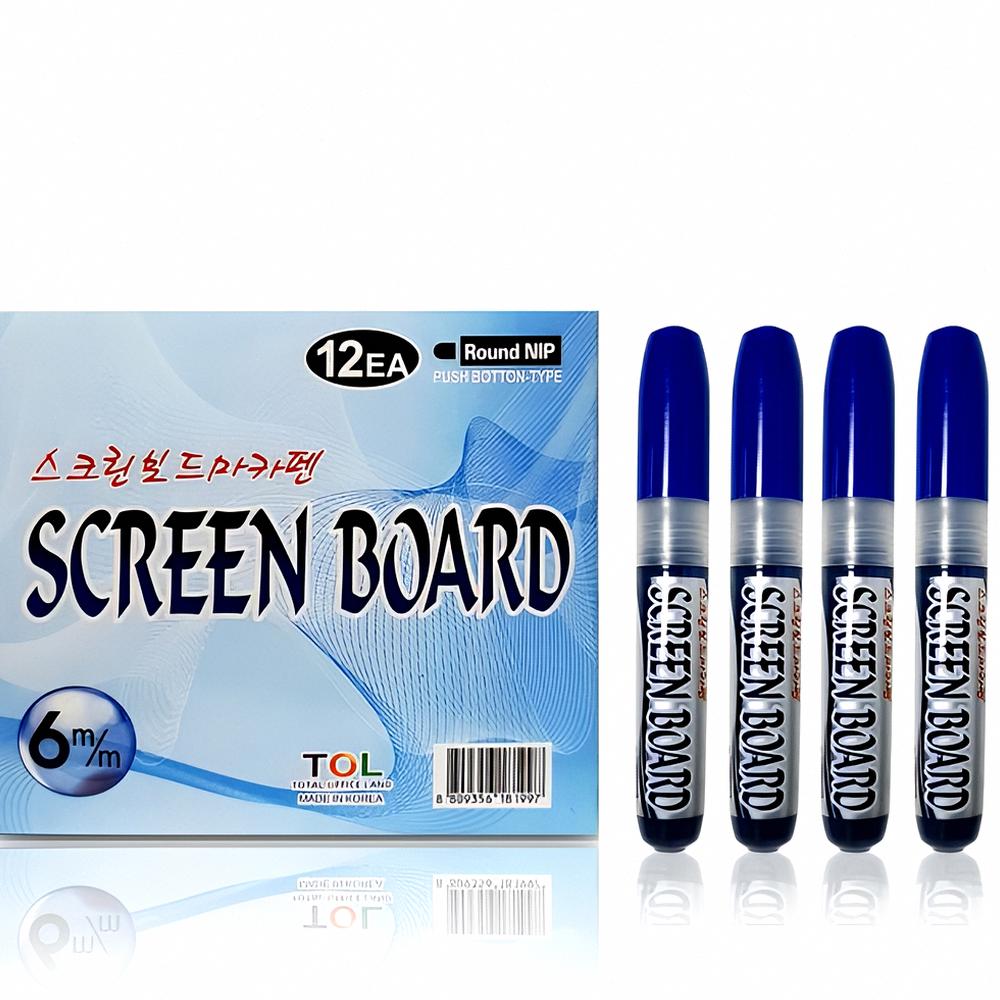 12EA
Round NIP
PUSH BOTTON-TYPE
스크린보드마카펜
SCREEN BOARD
6m/m
TOL
TOTAL OFFICE LAND
MADE IN KOREA
8 809356 181997
SCREEN BOARD
SCREEN BOARD
SCREEN BOARD
SCREEN BOARD